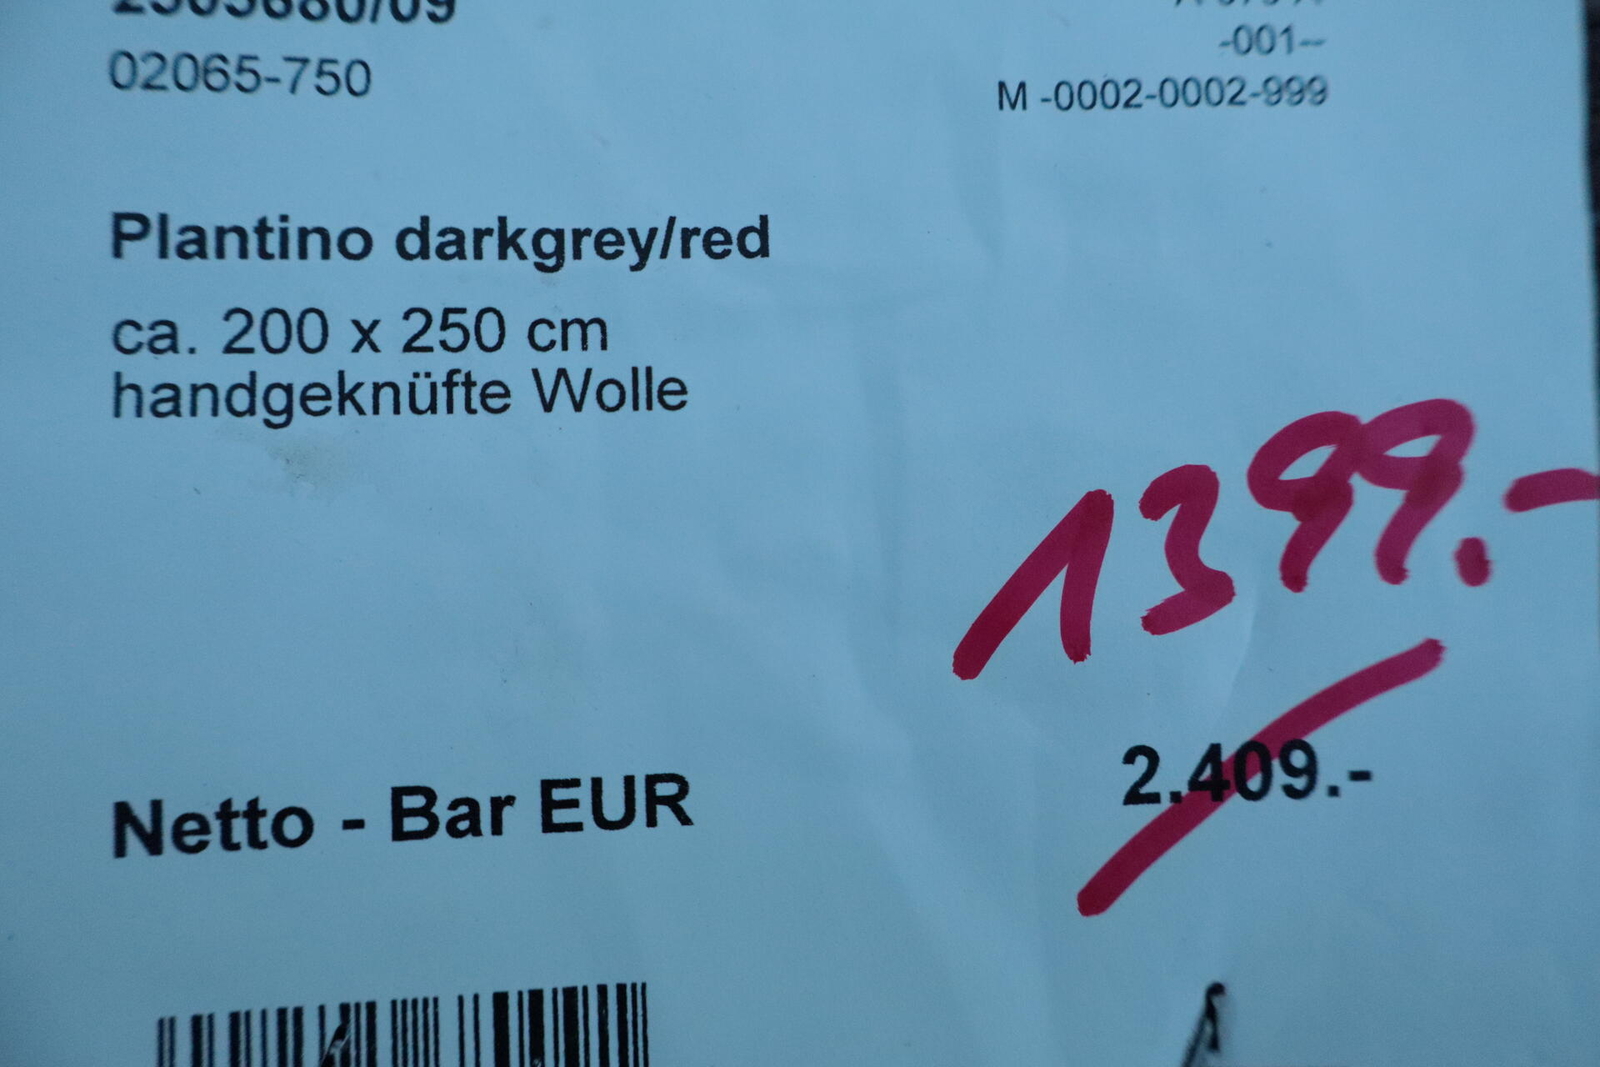 02065-750
-001--
M -0002-0002-999
Plantino darkgrey/red
ca. 200 x 250 cm
handgeknüfte Wolle
1399.-
Netto - Bar EUR 2.409.-